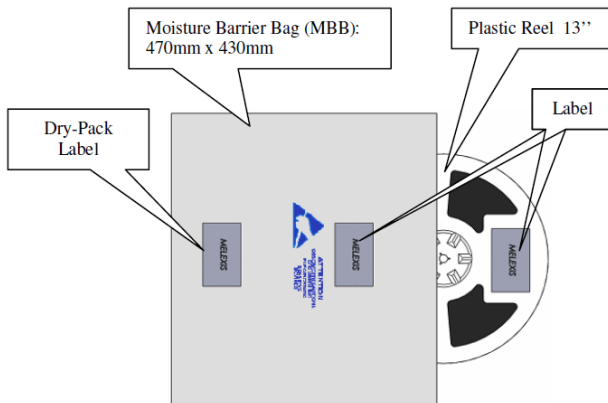 Moisture Barrier Bag (MBB):
470mm x 430mm
Plastic Reel 13’’
Dry-Pack
Label
Label
MELEXIS
MELEXIS
MELEXIS
ATTENTION